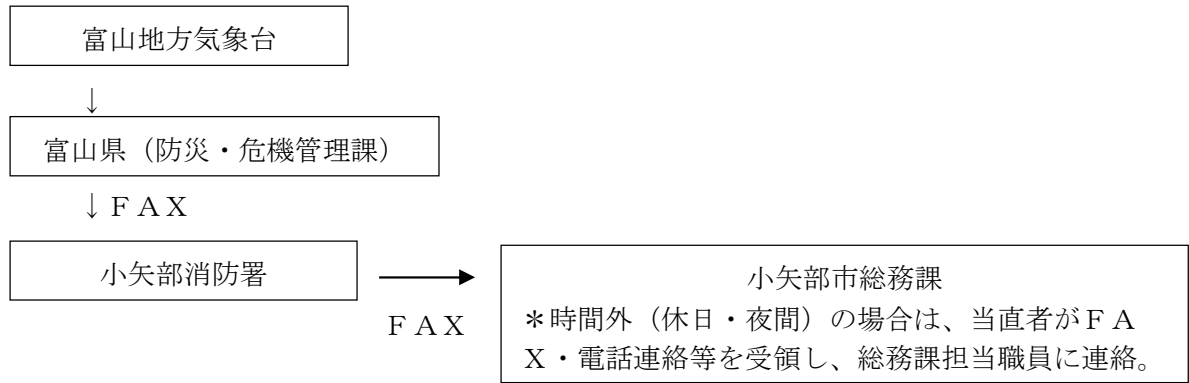 富山地方気象台
↓
富山県（防災・危機管理課）
↓ＦＡＸ
小矢部消防署
ＦＡＸ
小矢部市総務課
＊時間外（休日・夜間）の場合は、当直者がＦＡ
Ｘ・電話連絡等を受領し、総務課担当職員に連絡。